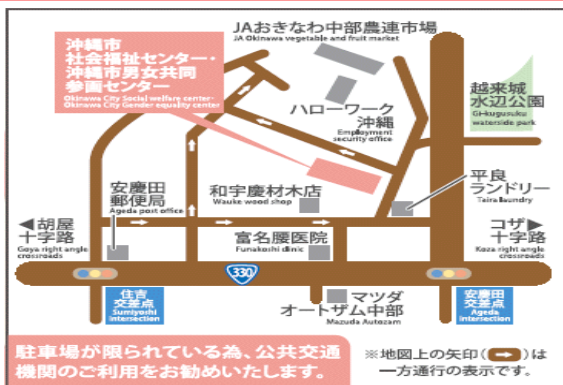 JAおきなわ中部農連市場
JA Okinawa vegetable and fruit market
沖縄市
社会福祉センター・
沖縄市男女共同
参画センター
Okinawa City Social welfare center·
Okinawa City Gender equality center
ハローワーク
沖縄
Employment
security office
越来城
水辺公園
Gi-kugusuku
waterside park
安慶田
郵便局
Ageda post office
和宇慶材木店
Wauke wood shop
平良
ランドリー
Taira laundry
◀胡屋
十字路
Goya right angle
crossroads
富名腰医院
Funakoshi clinic
コザ▶
十字路
Koza right angle
crossroads
330
住吉
交差点
Sumiyoshi
Intersection
マツダ
オートザム中部
Mazuda Autozam
安慶田
交差点
Ageda
Intersection
駐車場が限られている為、公共交通
機関のご利用をお勧めいたします。
※地図上の矢印(➡)は
一方通行の表示です。